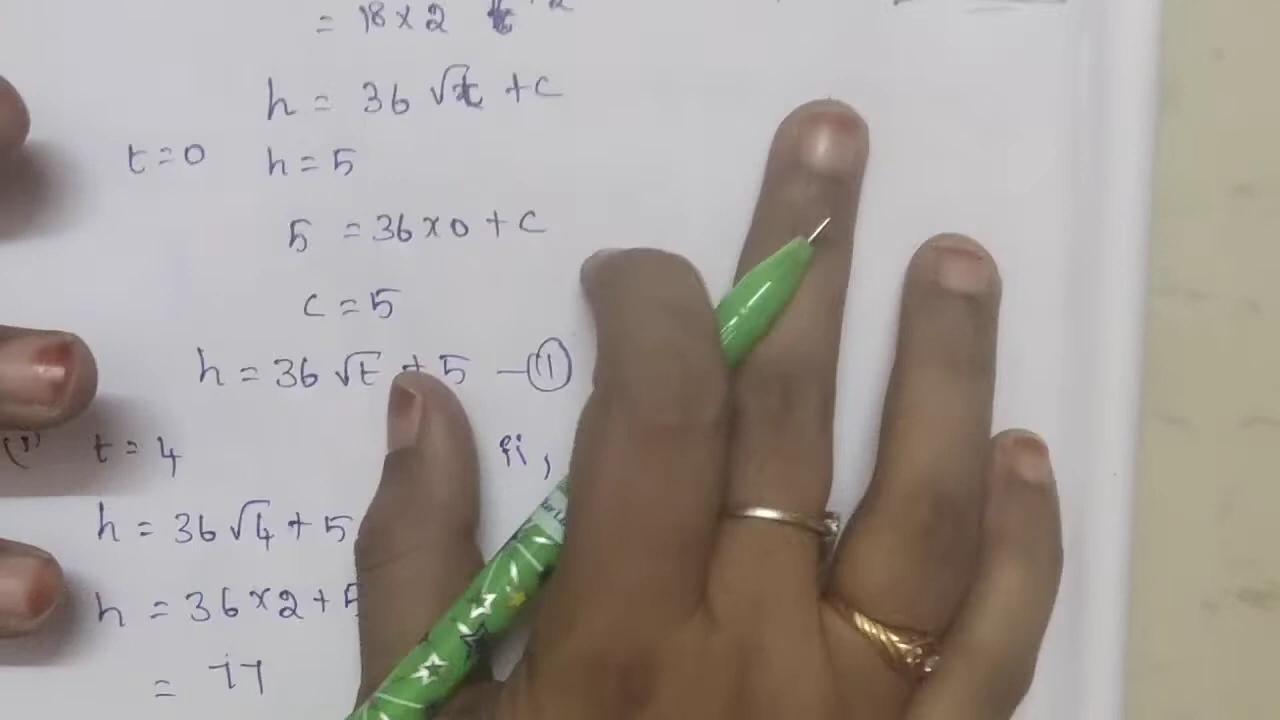 = 18 × 2
h = 36 √t + c
t = 0 h = 5
5 = 36 × 0 + c
c = 5
h = 36 √t + 5 — (1)
t = 4
h = 36 √4 + 5
h = 36 × 2 + 5
= 77